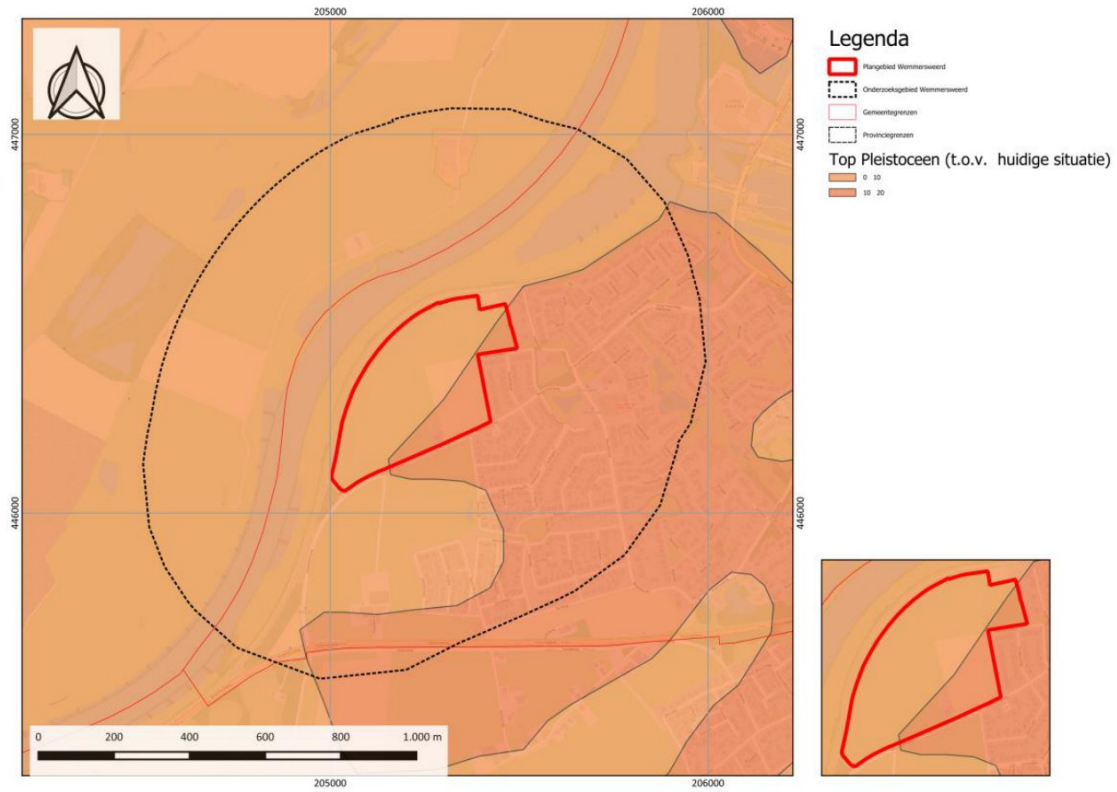 205000
206000
Legenda
Plangebied Wemmersweerd
Onderzoeksgebied Wemmersweerd
Gemeentegrenzen
Provinciegrenzen
Top Pleistoceen (t.o.v. huidige situatie)
0 10
10 20
447000
447000
446000
446000
0 200 400 600 800 1.000 m
205000
206000